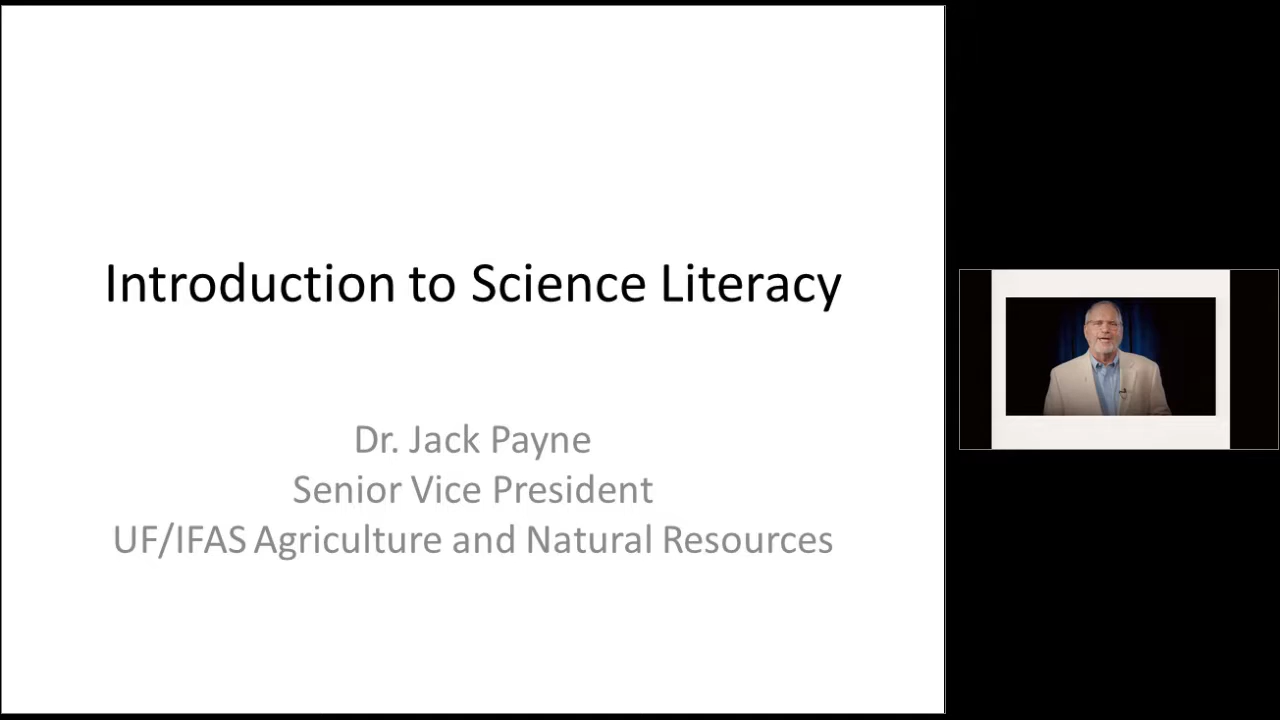 Introduction to Science Literacy
Dr. Jack Payne
Senior Vice President
UF/IFAS Agriculture and Natural Resources